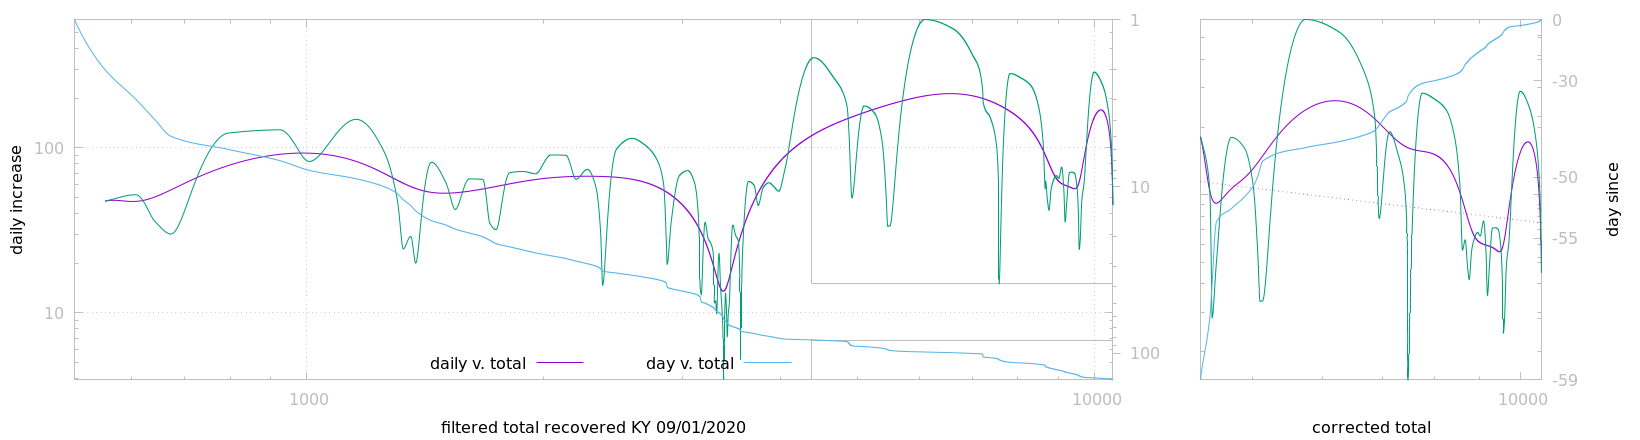 1
0
-30
100
10
-50
daily increase
day since
-55
10
daily v. total
day v. total
100
-59
1000
10000
10000
filtered total recovered KY 09/01/2020
corrected total